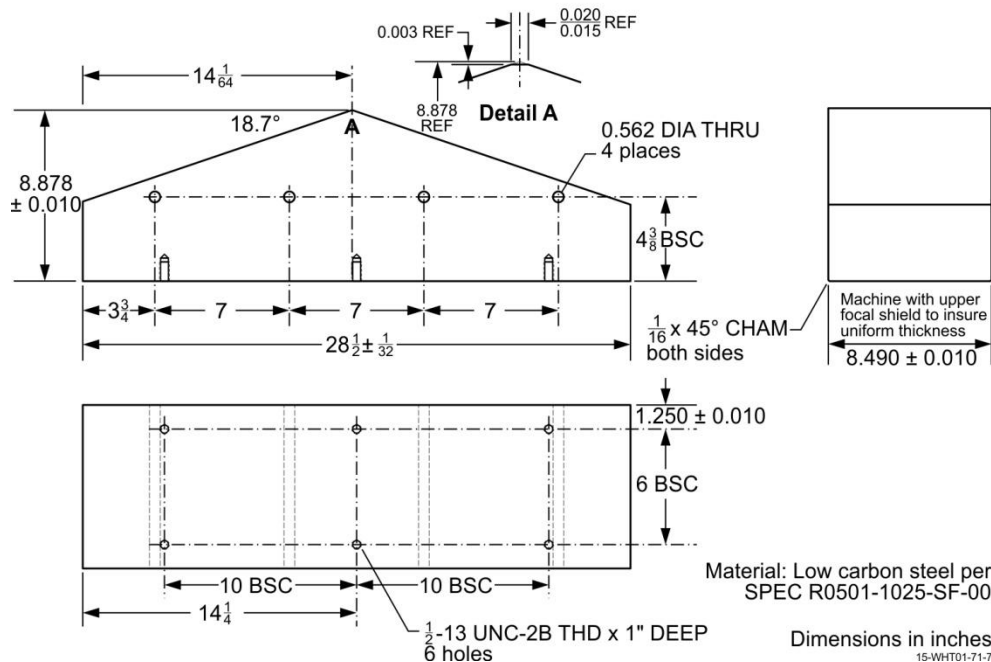 0.003 REF
0.020
0.015 REF
14 1/64
8.878
REF
Detail A
18.7°
A
0.562 DIA THRU
4 places
8.878
± 0.010
4 3/8 BSC
3 3/4
7
7
7
28 1/2 ± 1/32
1/16 x 45° CHAM
both sides
Machine with upper
focal shield to insure
uniform thickness
8.490 ± 0.010
1.250 ± 0.010
6 BSC
10 BSC
10 BSC
14 1/4
1/2-13 UNC-2B THD x 1" DEEP
6 holes
Material: Low carbon steel per
SPEC R0501-1025-SF-00
Dimensions in inches
15-WHT01-71-7